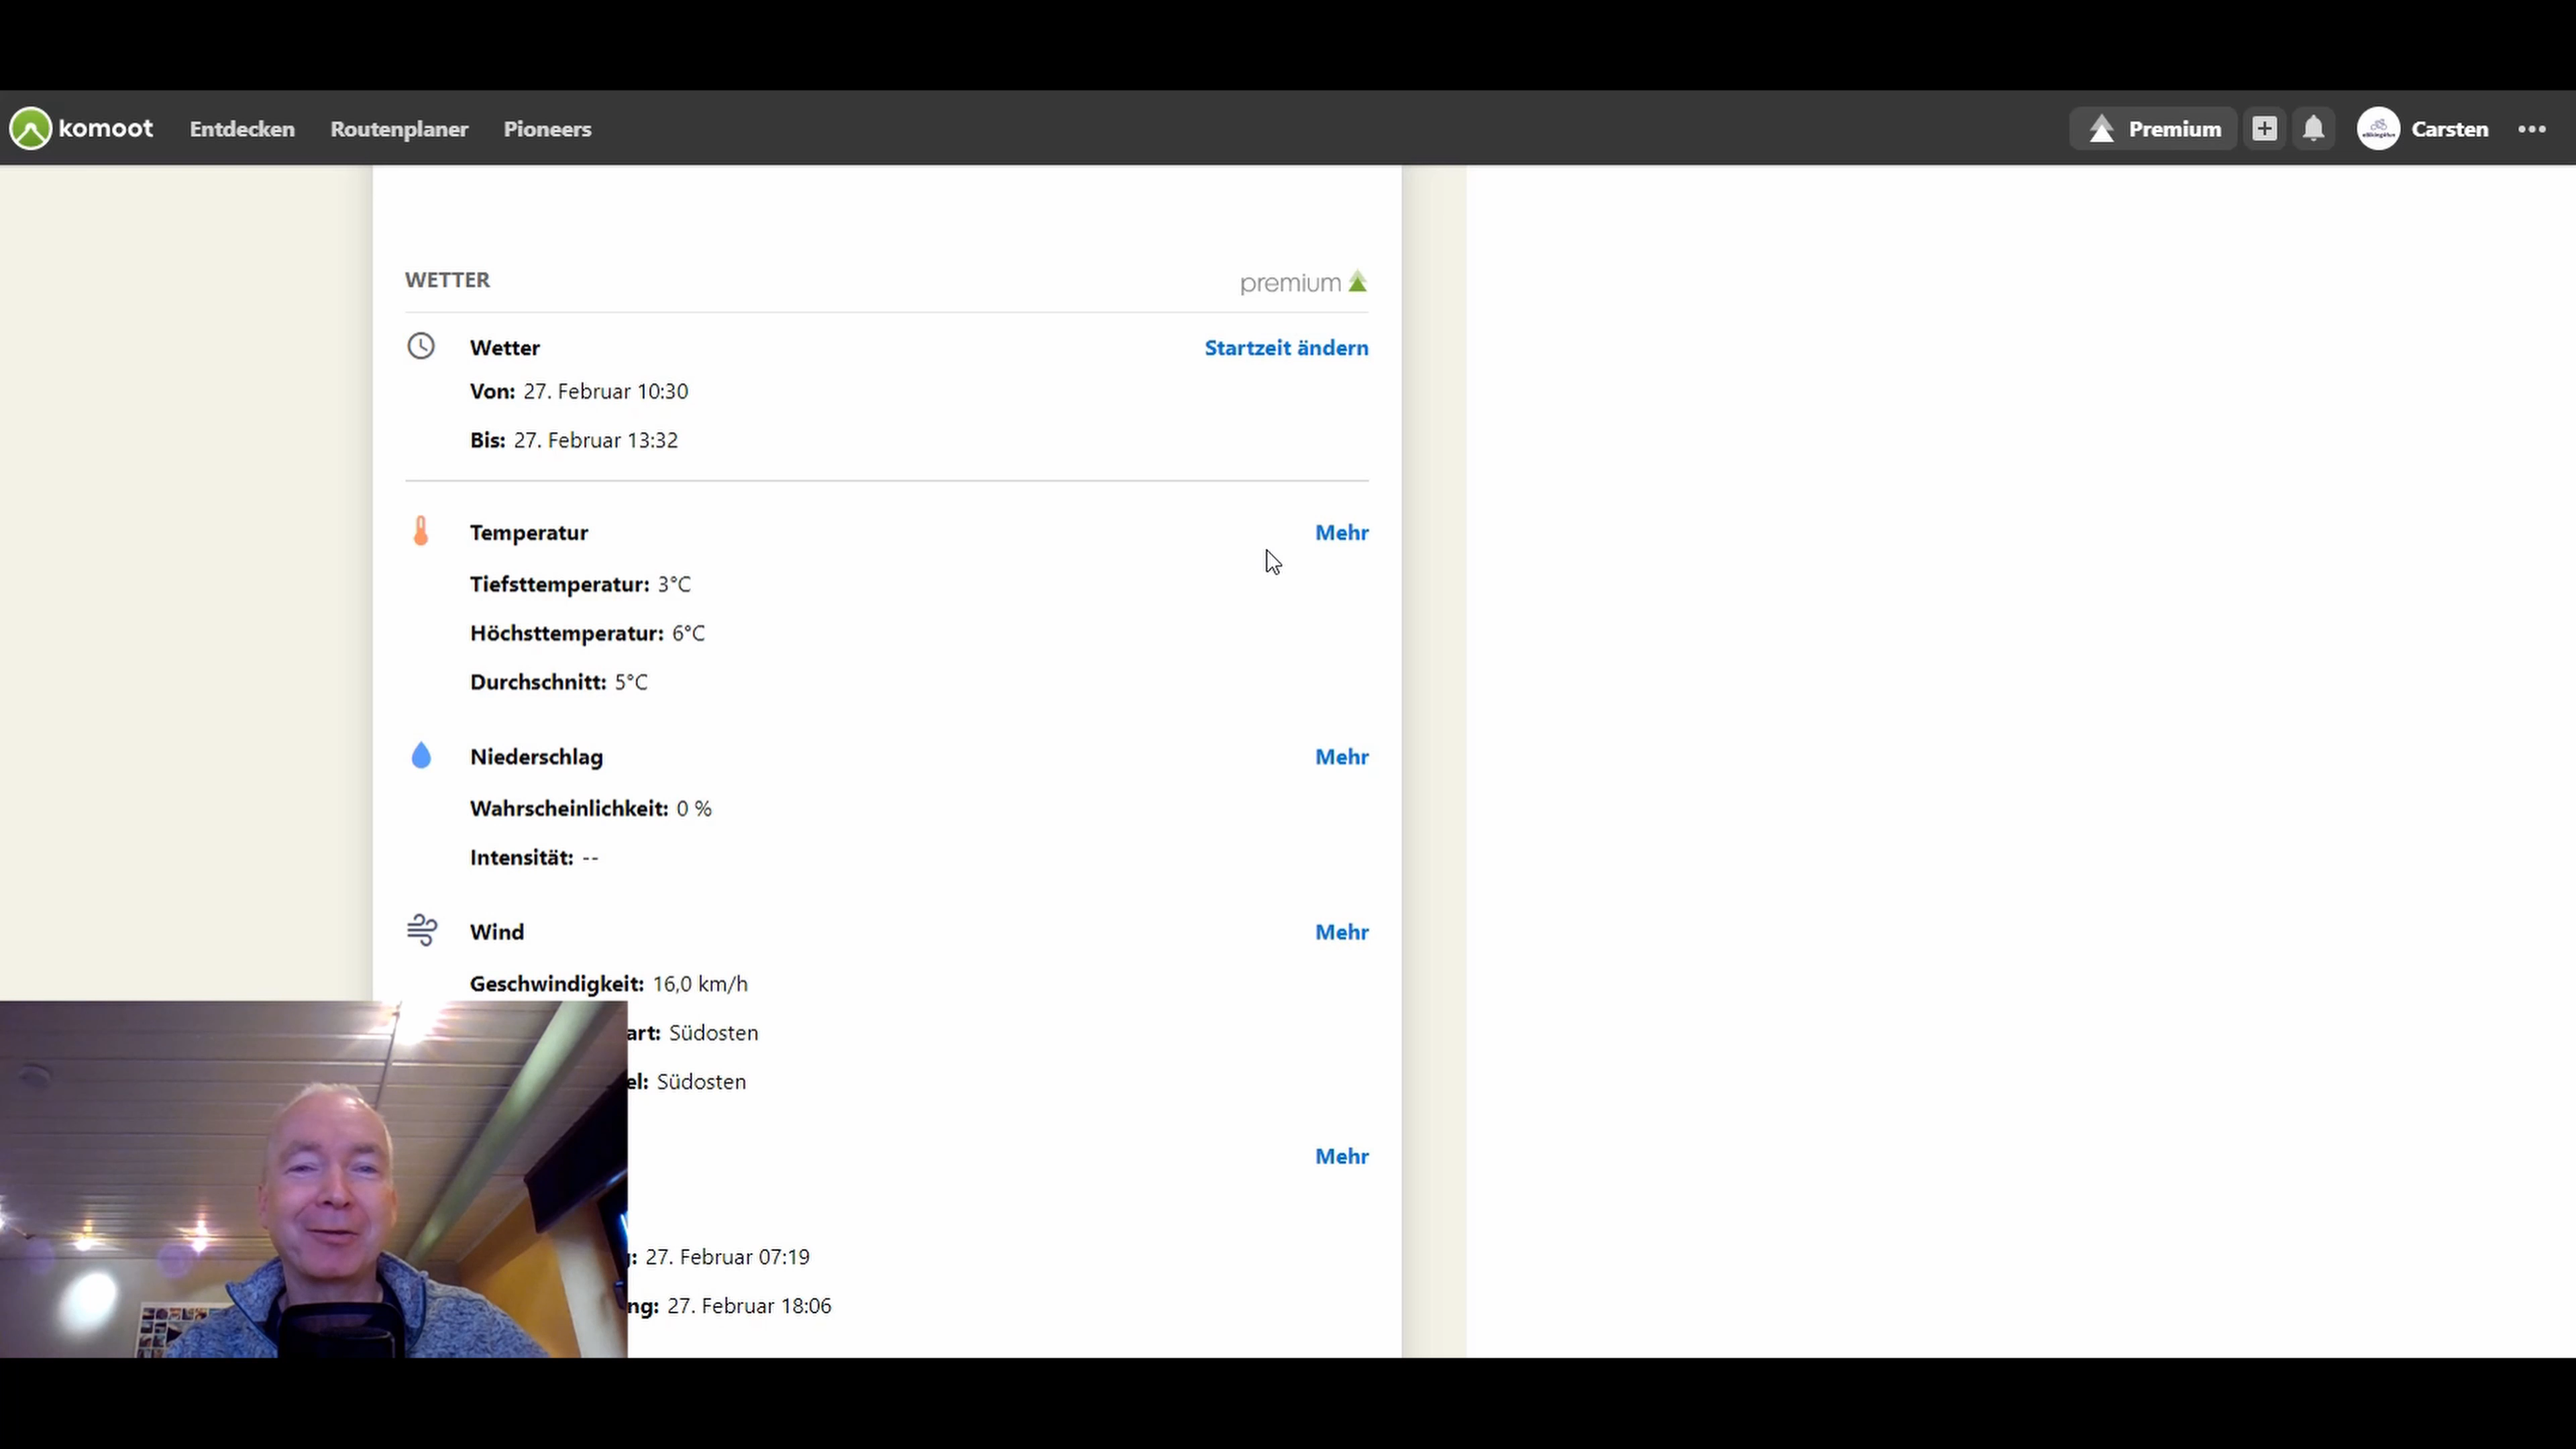 komoot Entdecken Routenplaner Pioneers Premium Carsten
WETTER premium
Wetter Startzeit ändern
Von: 27. Februar 10:30
Bis: 27. Februar 13:32
Temperatur Mehr
Tiefsttemperatur: 3°C
Höchsttemperatur: 6°C
Durchschnitt: 5°C
Niederschlag Mehr
Wahrscheinlichkeit: 0 %
Intensität: --
Wind Mehr
Geschwindigkeit: 16,0 km/h
art: Südosten
el: Südosten
Mehr
27. Februar 07:19
ng: 27. Februar 18:06